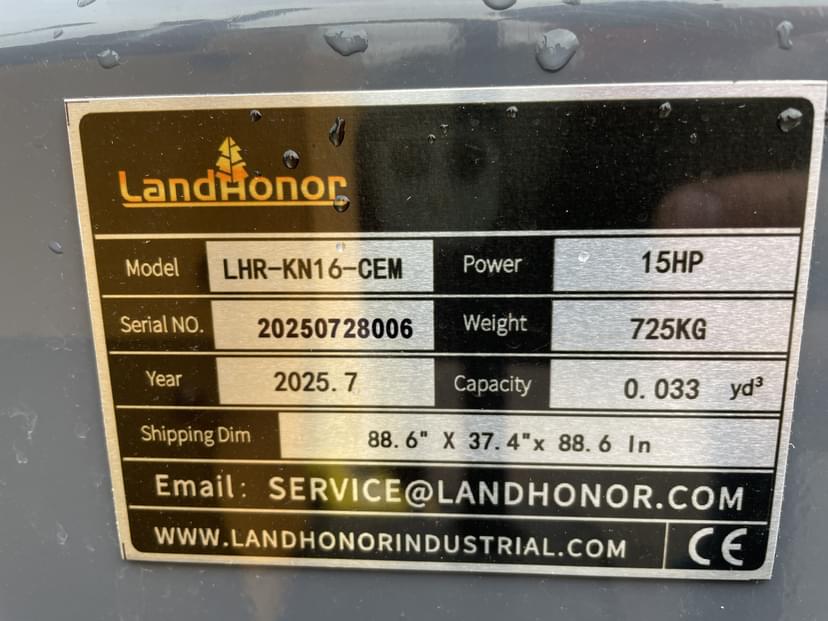 LandHonor
Model LHR-KN16-CEM Power 15HP
Serial NO. 20250728006 Weight 725KG
Year 2025.7 Capacity 0.033 yd³
Shipping Dim 88.6" X 37.4"x 88.6 In
Email: SERVICE@LANDHONOR.COM
WWW.LANDHONORINDUSTRIAL.COM CE